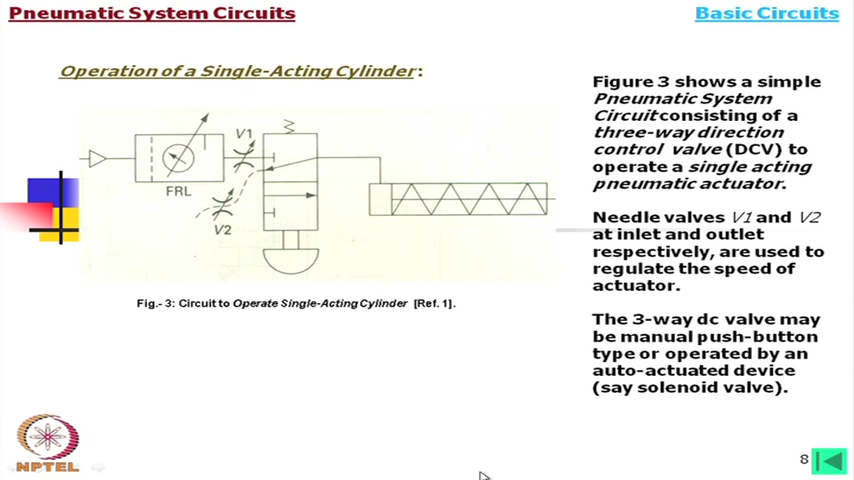 Pneumatic System Circuits
Basic Circuits
Operation of a Single-Acting Cylinder:
V1
FRL
V2
Fig.- 3: Circuit to Operate Single-Acting Cylinder [Ref. 1].
Figure 3 shows a simple
Pneumatic System
Circuit consisting of a
three-way direction
control valve (DCV) to
operate a single acting
pneumatic actuator.
Needle valves V1 and V2
at inlet and outlet
respectively, are used to
regulate the speed of
actuator.
The 3-way dc valve may
be manual push-button
type or operated by an
auto-actuated device
(say solenoid valve).
NPTEL
8